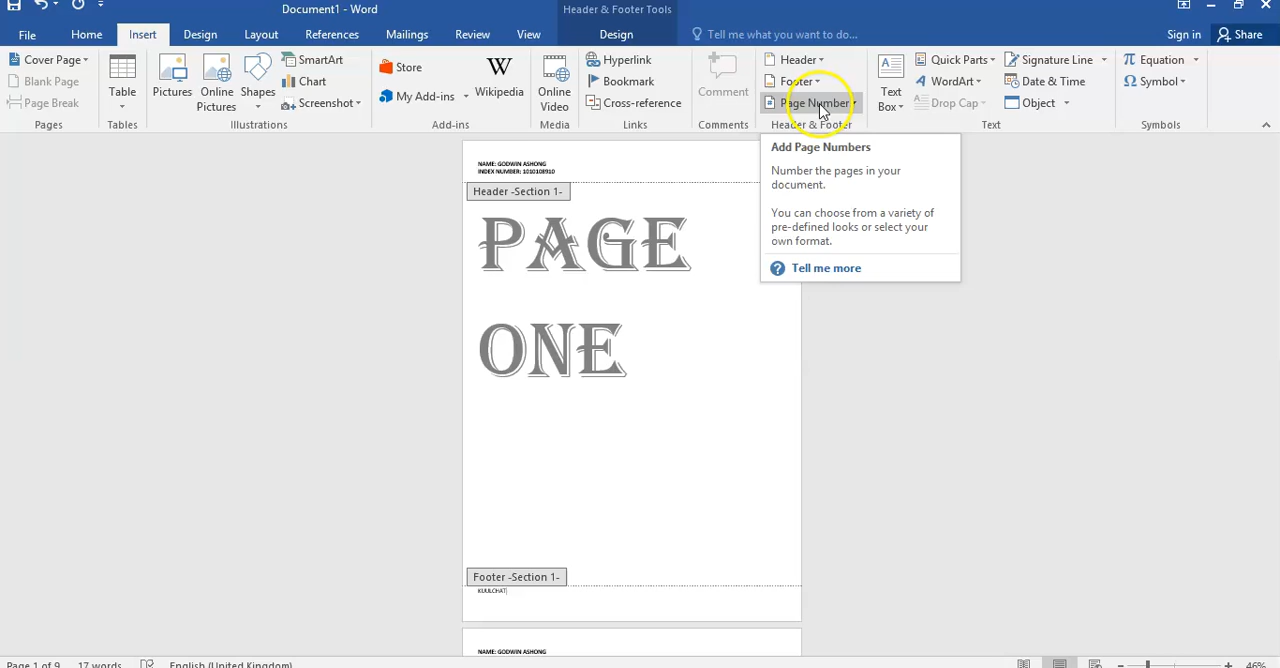 Document1 - Word
Header & Footer Tools
File
Home
Insert
Design
Layout
References
Mailings
Review
View
Design
Tell me what you want to do...
Sign in
Share
Cover Page
Blank Page
Page Break
Pages
Table
Tables
Pictures
Online Pictures
Shapes
SmartArt
Chart
Screenshot
Illustrations
Store
My Add-ins
W
Wikipedia
Add-ins
Online Video
Media
Hyperlink
Bookmark
Cross-reference
Links
Comment
Comments
Header
Footer
Page Number
Header & Footer
Text Box
Quick Parts
WordArt
Drop Cap
Signature Line
Date & Time
Object
Text
Equation
Symbol
Symbols
Add Page Numbers
Number the pages in your
document.
You can choose from a variety of
pre-defined looks or select your
own format.
Tell me more
NAME: GODWIN ASHONG
INDEX NUMBER: 1010108910
Header -Section 1-
PAGE
ONE
Footer -Section 1-
KUULCHAT
NAME: GODWIN ASHONG
Page 1 of 9
17 words
English (United Kingdom)
46%